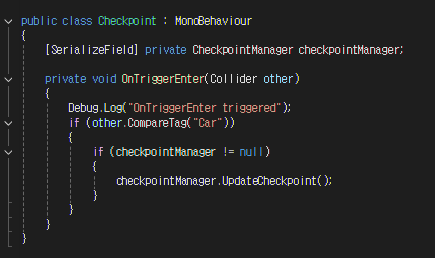 public class Checkpoint : MonoBehaviour
{
[SerializeField] private CheckpointManager checkpointManager;
private void OnTriggerEnter(Collider other)
{
Debug.Log("OnTriggerEnter triggered");
if (other.CompareTag("Car"))
{
if (checkpointManager != null)
{
checkpointManager.UpdateCheckpoint();
}
}
}
}